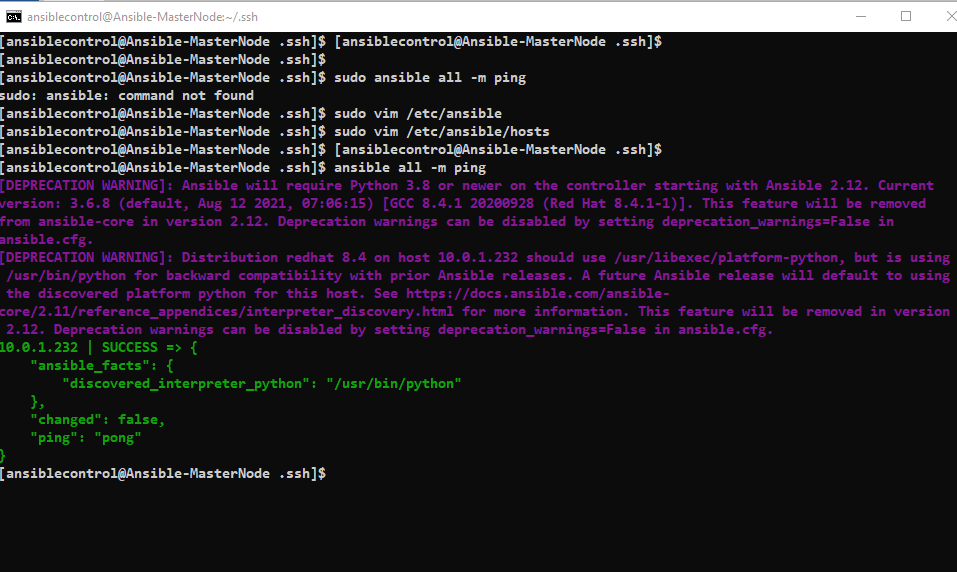 ansiblecontrol@Ansible-MasterNode:~/.ssh
[ansiblecontrol@Ansible-MasterNode .ssh]$ [ansiblecontrol@Ansible-MasterNode .ssh]$
[ansiblecontrol@Ansible-MasterNode .ssh]$
[ansiblecontrol@Ansible-MasterNode .ssh]$ sudo ansible all -m ping
sudo: ansible: command not found
[ansiblecontrol@Ansible-MasterNode .ssh]$ sudo vim /etc/ansible
[ansiblecontrol@Ansible-MasterNode .ssh]$ sudo vim /etc/ansible/hosts
[ansiblecontrol@Ansible-MasterNode .ssh]$ [ansiblecontrol@Ansible-MasterNode .ssh]$
[ansiblecontrol@Ansible-MasterNode .ssh]$ ansible all -m ping
[DEPRECATION WARNING]: Ansible will require Python 3.8 or newer on the controller starting with Ansible 2.12. Current
version: 3.6.8 (default, Aug 12 2021, 07:06:15) [GCC 8.4.1 20200928 (Red Hat 8.4.1-1)]. This feature will be removed
from ansible-core in version 2.12. Deprecation warnings can be disabled by setting deprecation_warnings=False in
ansible.cfg.
[DEPRECATION WARNING]: Distribution redhat 8.4 on host 10.0.1.232 should use /usr/libexec/platform-python, but is using
/usr/bin/python for backward compatibility with prior Ansible releases. A future Ansible release will default to using
the discovered platform python for this host. See https://docs.ansible.com/ansible-
core/2.11/reference_appendices/interpreter_discovery.html for more information. This feature will be removed in version
2.12. Deprecation warnings can be disabled by setting deprecation_warnings=False in ansible.cfg.
10.0.1.232 | SUCCESS => {
    "ansible_facts": {
        "discovered_interpreter_python": "/usr/bin/python"
    },
    "changed": false,
    "ping": "pong"
}
[ansiblecontrol@Ansible-MasterNode .ssh]$